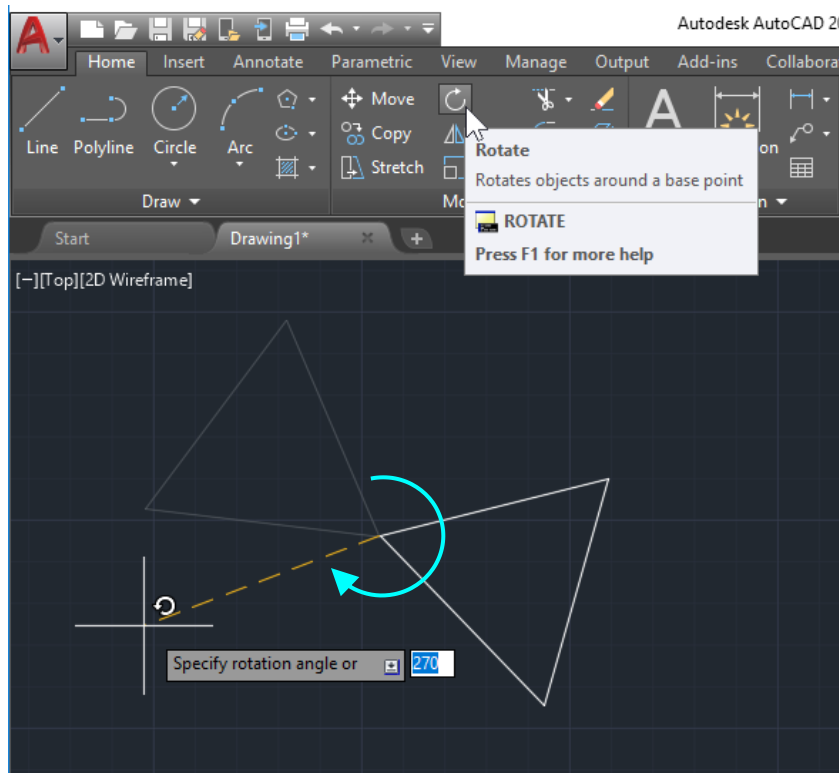 Autodesk AutoCAD 20
Home Insert Annotate Parametric View Manage Output Add-ins Collabora
Line Polyline Circle Arc
Move
Copy
Stretch
Draw
Start Drawing1*
Rotate
Rotates objects around a base point
ROTATE
Press F1 for more help
[−][Top][2D Wireframe]
Specify rotation angle or 270